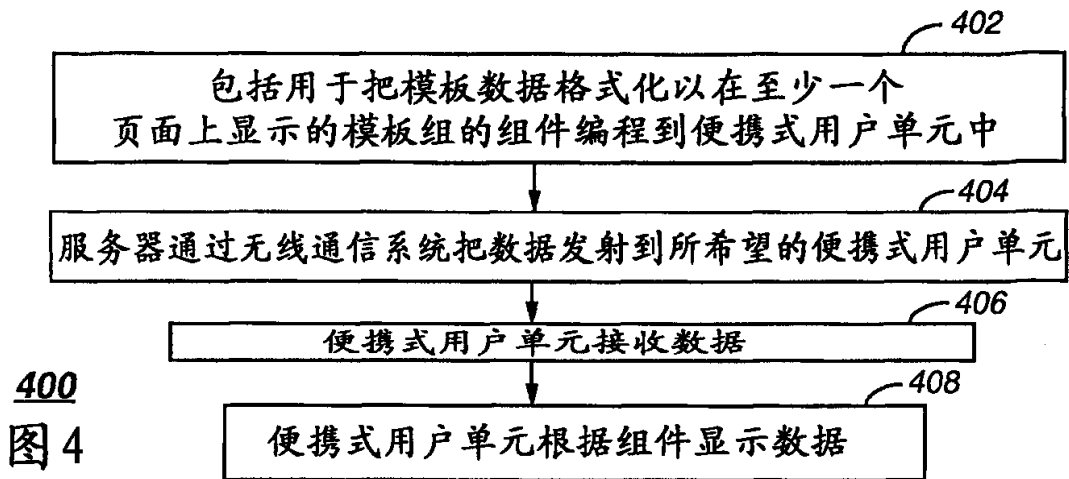 402
包括用于把模板数据格式化以在至少一个
页面上显示的模板组的组件编程到便携式用户单元中
404
服务器通过无线通信系统把数据发射到所希望的便携式用户单元
406
便携式用户单元接收数据
408
便携式用户单元根据组件显示数据
400
图4